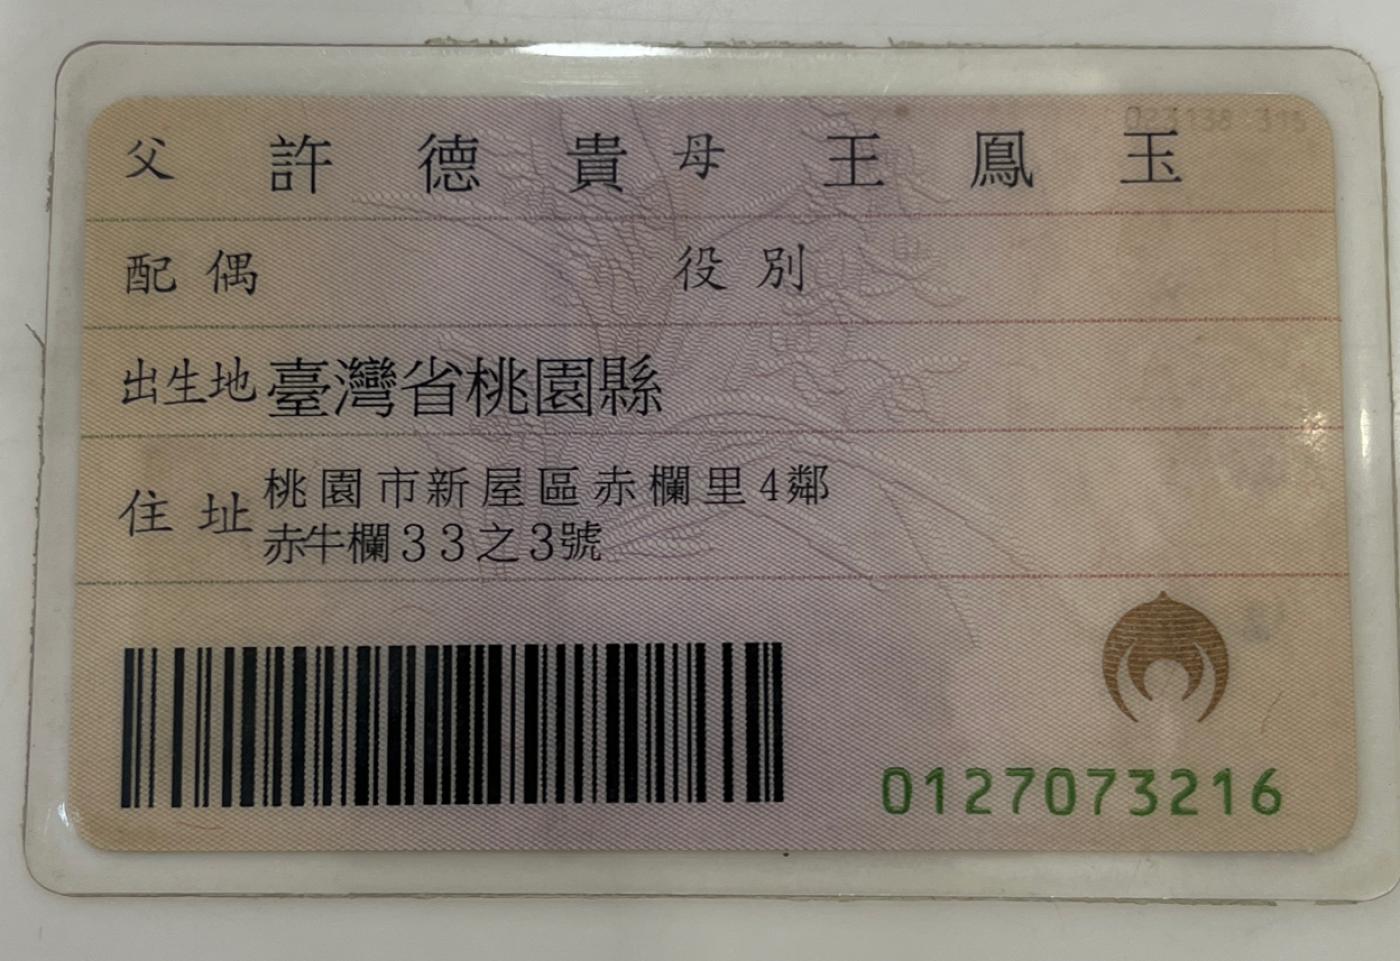 父 許德貴 母 王鳳玉
配偶 役別
出生地 臺灣省桃園縣
住址 桃園市新屋區赤欄里4鄰
赤牛欄33之3號
0127073216